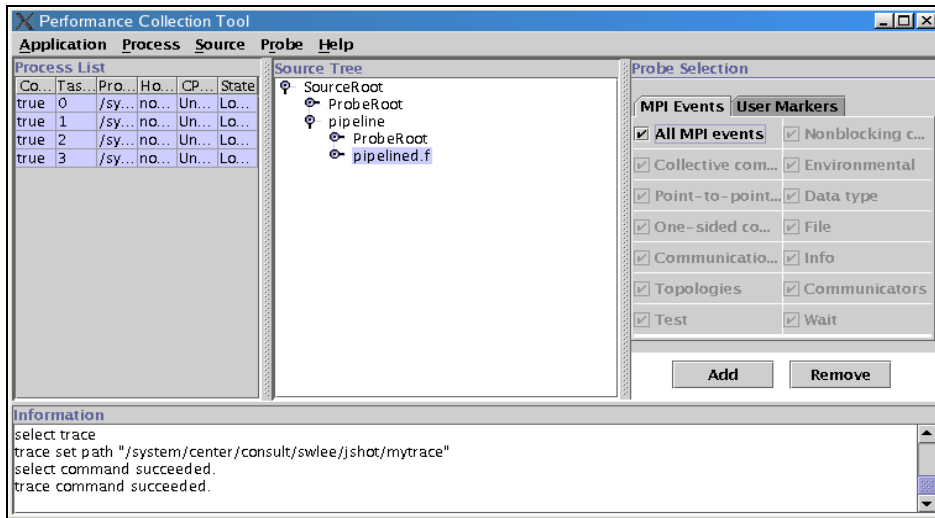 Performance Collection Tool
Application Process Source Probe Help
Process List
Co... Tas... Pro... Ho... CP... State
true 0 /sy... no... Un... Lo...
true 1 /sy... no... Un... Lo...
true 2 /sy... no... Un... Lo...
true 3 /sy... no... Un... Lo...
Source Tree
SourceRoot
ProbeRoot
pipeline
ProbeRoot
pipelined.f
Probe Selection
MPI Events User Markers
All MPI events Nonblocking c...
Collective com... Environmental
Point-to-point... Data type
One-sided co... File
Communicatio... Info
Topologies Communicators
Test Wait
Add Remove
Information
select trace
trace set path "/system/center/consult/swlee/jshot/mytrace"
select command succeeded.
trace command succeeded.